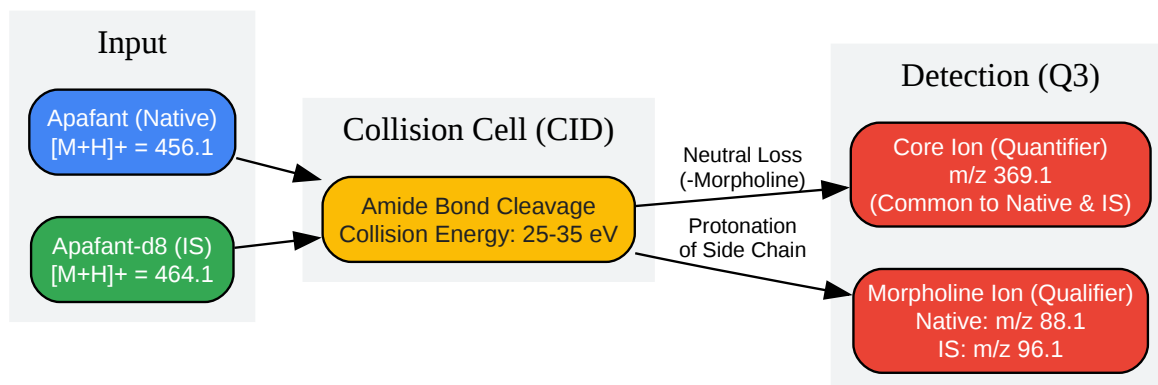 Input
Apafant (Native)
[M+H]+ = 456.1
Apafant-d8 (IS)
[M+H]+ = 464.1
Collision Cell (CID)
Amide Bond Cleavage
Collision Energy: 25-35 eV
Neutral Loss
(-Morpholine)
Protonation
of Side Chain
Detection (Q3)
Core Ion (Quantifier)
m/z 369.1
(Common to Native & IS)
Morpholine Ion (Qualifier)
Native: m/z 88.1
IS: m/z 96.1